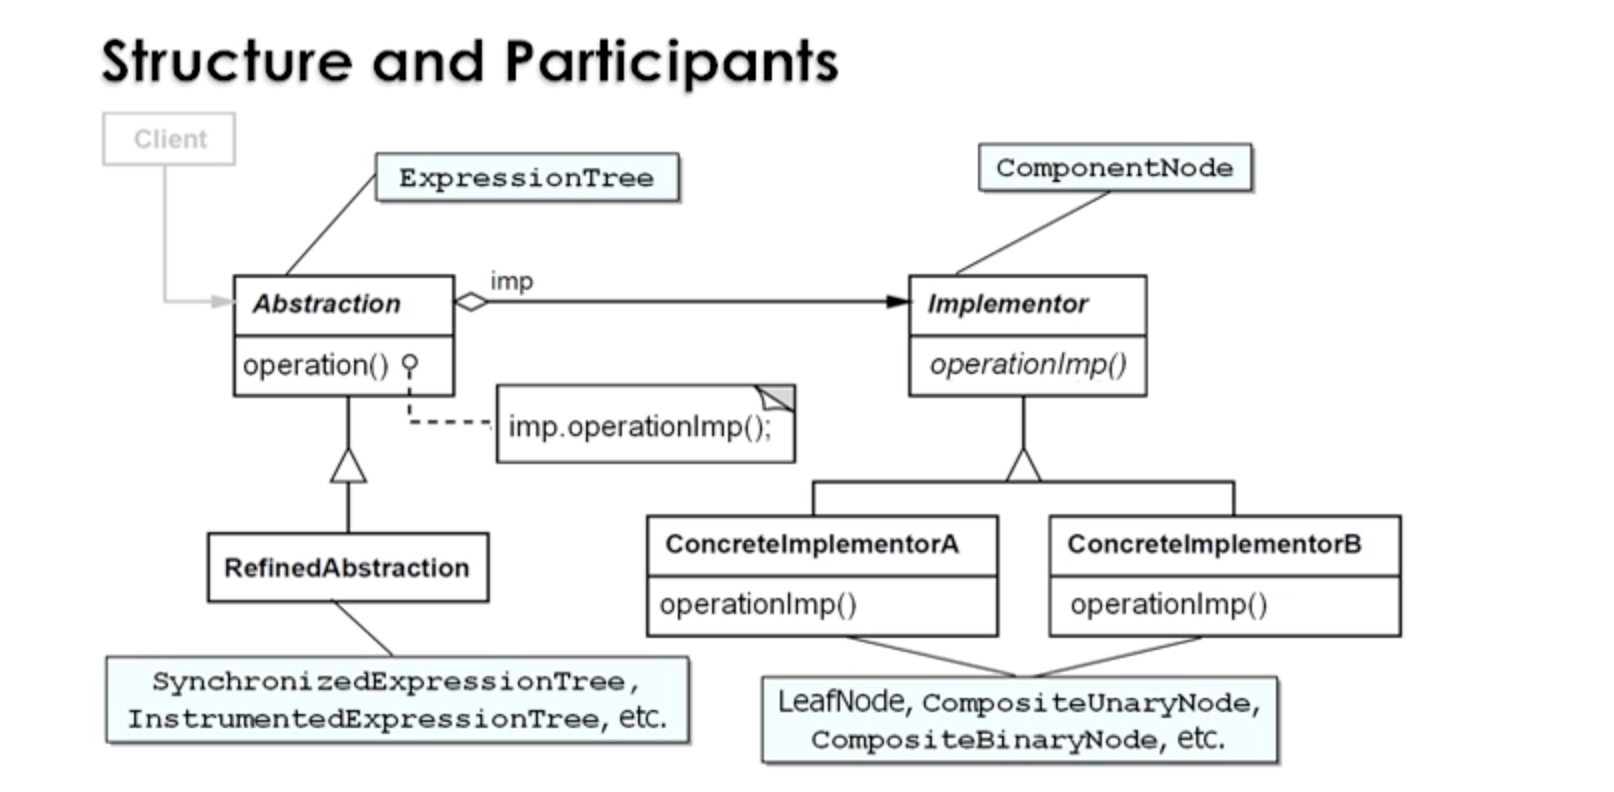 Structure and Participants
Client
ExpressionTree
ComponentNode
imp
Abstraction
Implementor
operation()
operationImp()
imp.operationImp();
RefinedAbstraction
ConcreteImplementorA
ConcreteImplementorB
operationImp()
operationImp()
SynchronizedExpressionTree,
InstrumentedExpressionTree, etc.
LeafNode, CompositeUnaryNode,
CompositeBinaryNode, etc.